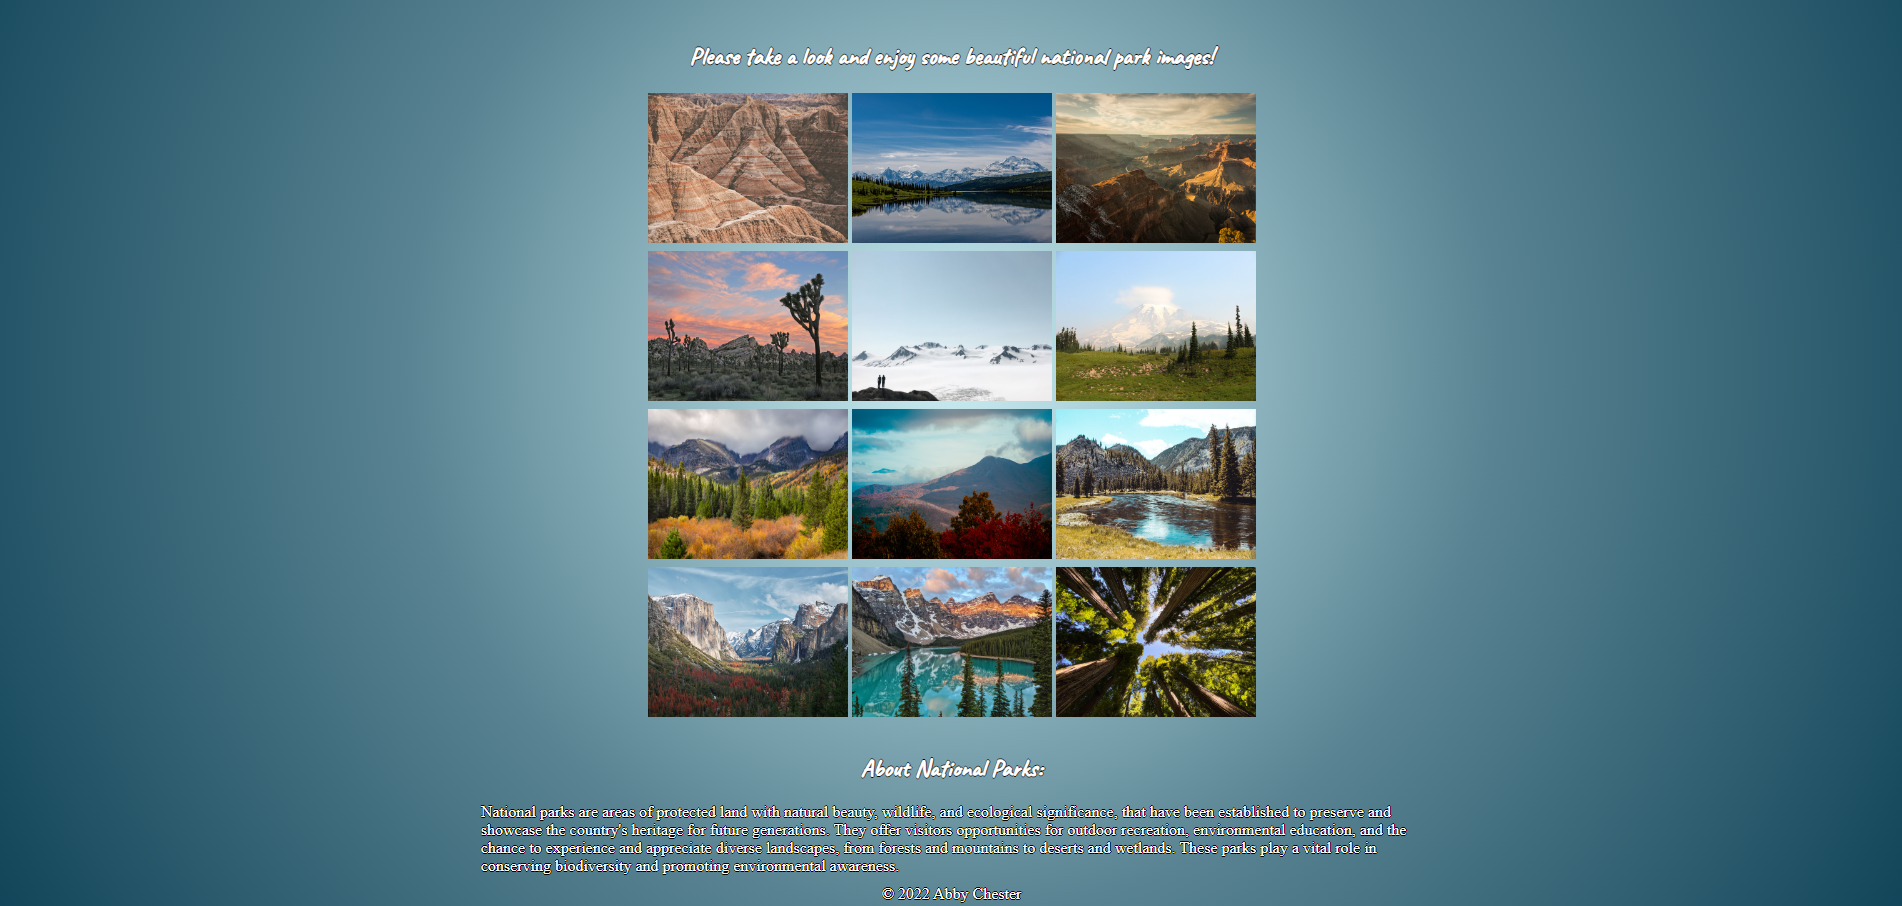 Please take a look and enjoy some beautiful national park images!
About National Parks:
National parks are areas of protected land with natural beauty, wildlife, and ecological significance, that have been established to preserve and
showcase the country's heritage for future generations. They offer visitors opportunities for outdoor recreation, environmental education, and the
chance to experience and appreciate diverse landscapes, from forests and mountains to deserts and wetlands. These parks play a vital role in
conserving biodiversity and promoting environmental awareness.
© 2022 Abby Chester